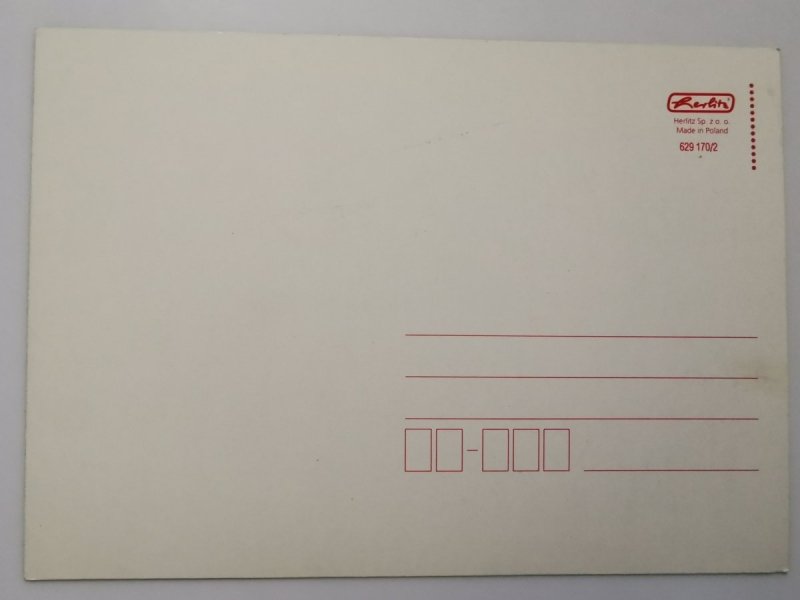 Herlitz
Herlitz Sp. z o. o.
Made in Poland
629 170/2